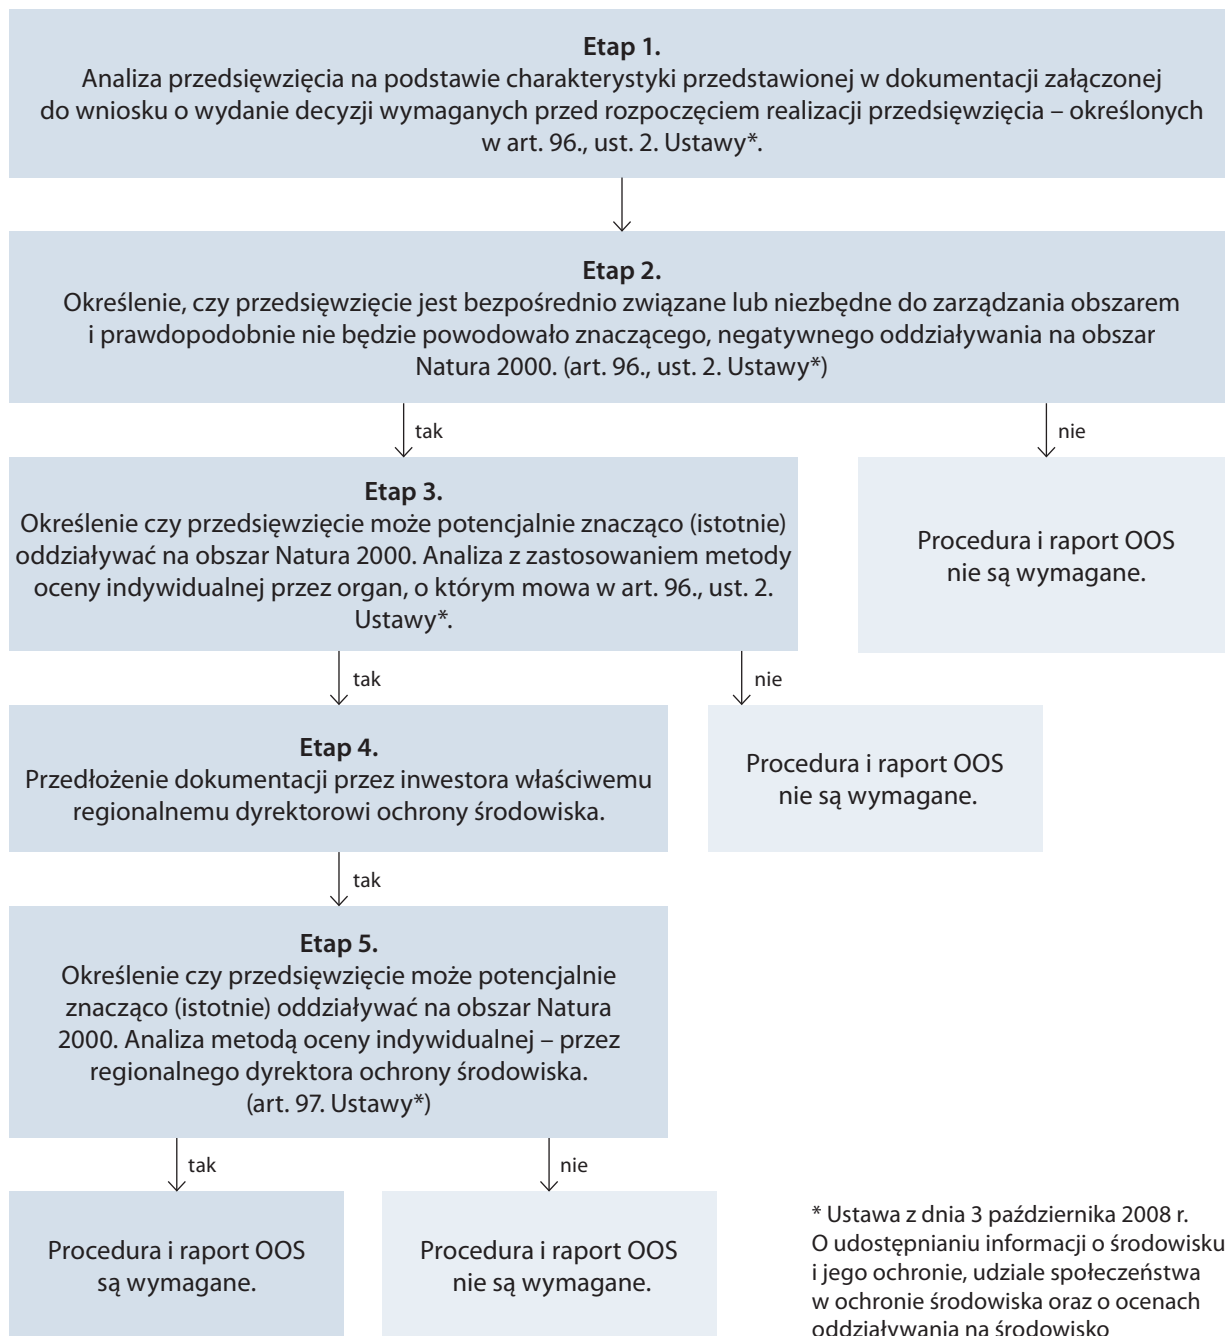 Etap 1.
Analiza przedsięwzięcia na podstawie charakterystyki przedstawionej w dokumentacji załączonej
do wniosku o wydanie decyzji wymaganych przed rozpoczęciem realizacji przedsięwzięcia – określonych
w art. 96., ust. 2. Ustawy*.
Etap 2.
Określenie, czy przedsięwzięcie jest bezpośrednio związane lub niezbędne do zarządzania obszarem
i prawdopodobnie nie będzie powodowało znaczącego, negatywnego oddziaływania na obszar
Natura 2000. (art. 96., ust. 2. Ustawy*)
tak
nie
Etap 3.
Określenie czy przedsięwzięcie może potencjalnie znacząco (istotnie)
oddziaływać na obszar Natura 2000. Analiza z zastosowaniem metody
oceny indywidualnej przez organ, o którym mowa w art. 96., ust. 2.
Ustawy*.
Procedura i raport OOS
nie są wymagane.
tak
nie
Etap 4.
Przedłożenie dokumentacji przez inwestora właściwemu
regionalnemu dyrektorowi ochrony środowiska.
Procedura i raport OOS
nie są wymagane.
tak
Etap 5.
Określenie czy przedsięwzięcie może potencjalnie
znacząco (istotnie) oddziaływać na obszar Natura
2000. Analiza metodą oceny indywidualnej – przez
regionalnego dyrektora ochrony środowiska.
(art. 97. Ustawy*)
tak
nie
Procedura i raport OOS
są wymagane.
Procedura i raport OOS
nie są wymagane.
* Ustawa z dnia 3 października 2008 r.
O udostępnianiu informacji o środowisku
i jego ochronie, udziale społeczeństwa
w ochronie środowiska oraz o ocenach
oddziaływania na środowisko